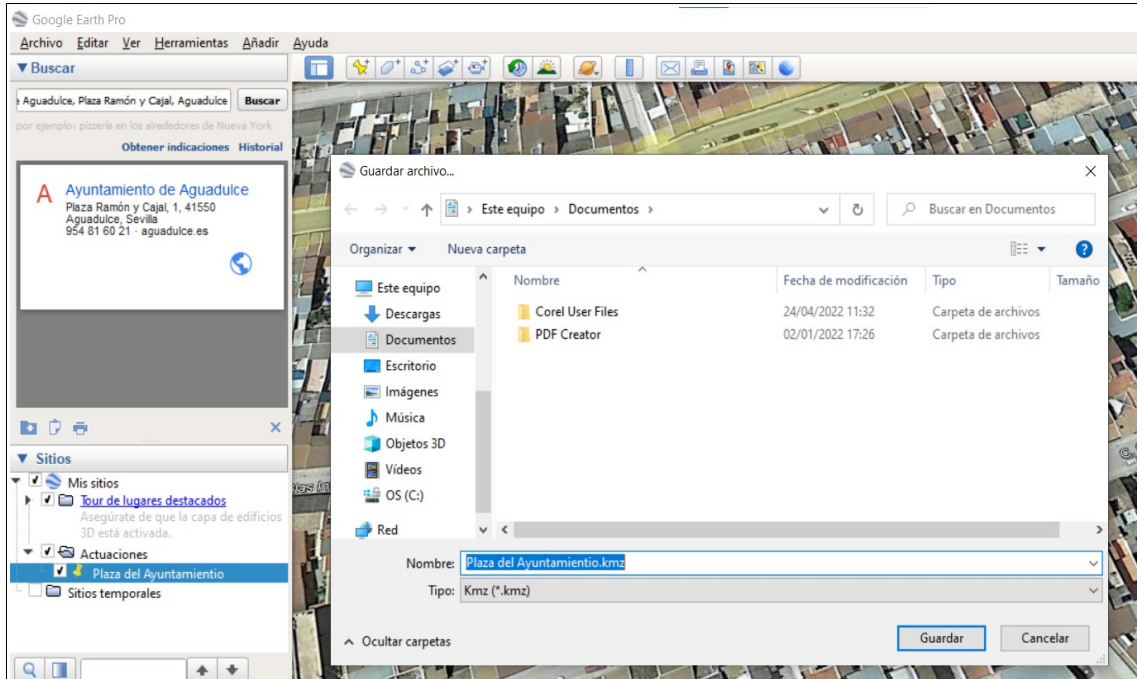 Google Earth Pro
Archivo Editar Ver Herramientas Añadir Ayuda
Buscar
Aguadulce, Plaza Ramón y Cajal, Aguadulce Buscar
por ejemplo: pizzería en los alrededores de Nueva York
Obtener indicaciones Historial
A Ayuntamiento de Aguadulce
Plaza Ramón y Cajal, 1, 41550
Aguadulce, Sevilla
954 81 60 21 · aguadulce.es
Sitios
Mis sitios
Tour de lugares destacados
Asegúrate de que la capa de edificios
3D está activada.
Actuaciones
Plaza del Ayuntamientio
Sitios temporales
Guardar archivo...
Este equipo > Documentos >
Buscar en Documentos
Organizar Nueva carpeta
Este equipo
Descargas
Documentos
Escritorio
Imágenes
Música
Objetos 3D
Vídeos
OS (C:)
Red
Nombre Fecha de modificación Tipo Tamaño
Corel User Files 24/04/2022 11:32 Carpeta de archivos
PDF Creator 02/01/2022 17:26 Carpeta de archivos
Nombre: Plaza del Ayuntamientio.kmz
Tipo: Kmz (*.kmz)
Ocultar carpetas Guardar Cancelar